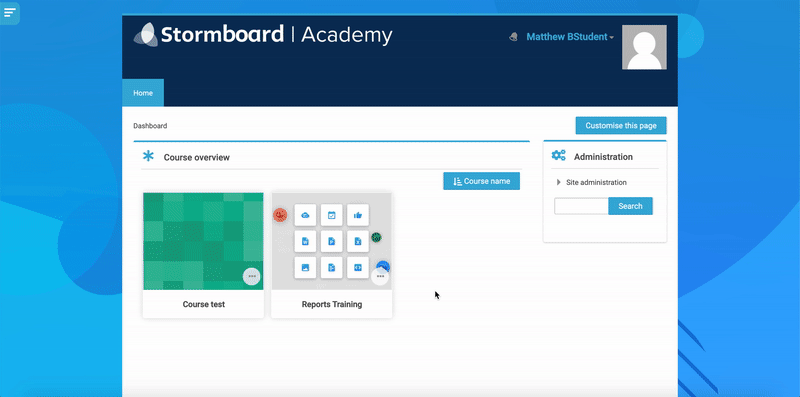 Stormboard | Academy
Matthew BStudent
Home
Dashboard
Customise this page
Course overview
Course name
Course test
Reports Training
Administration
Site administration
Search